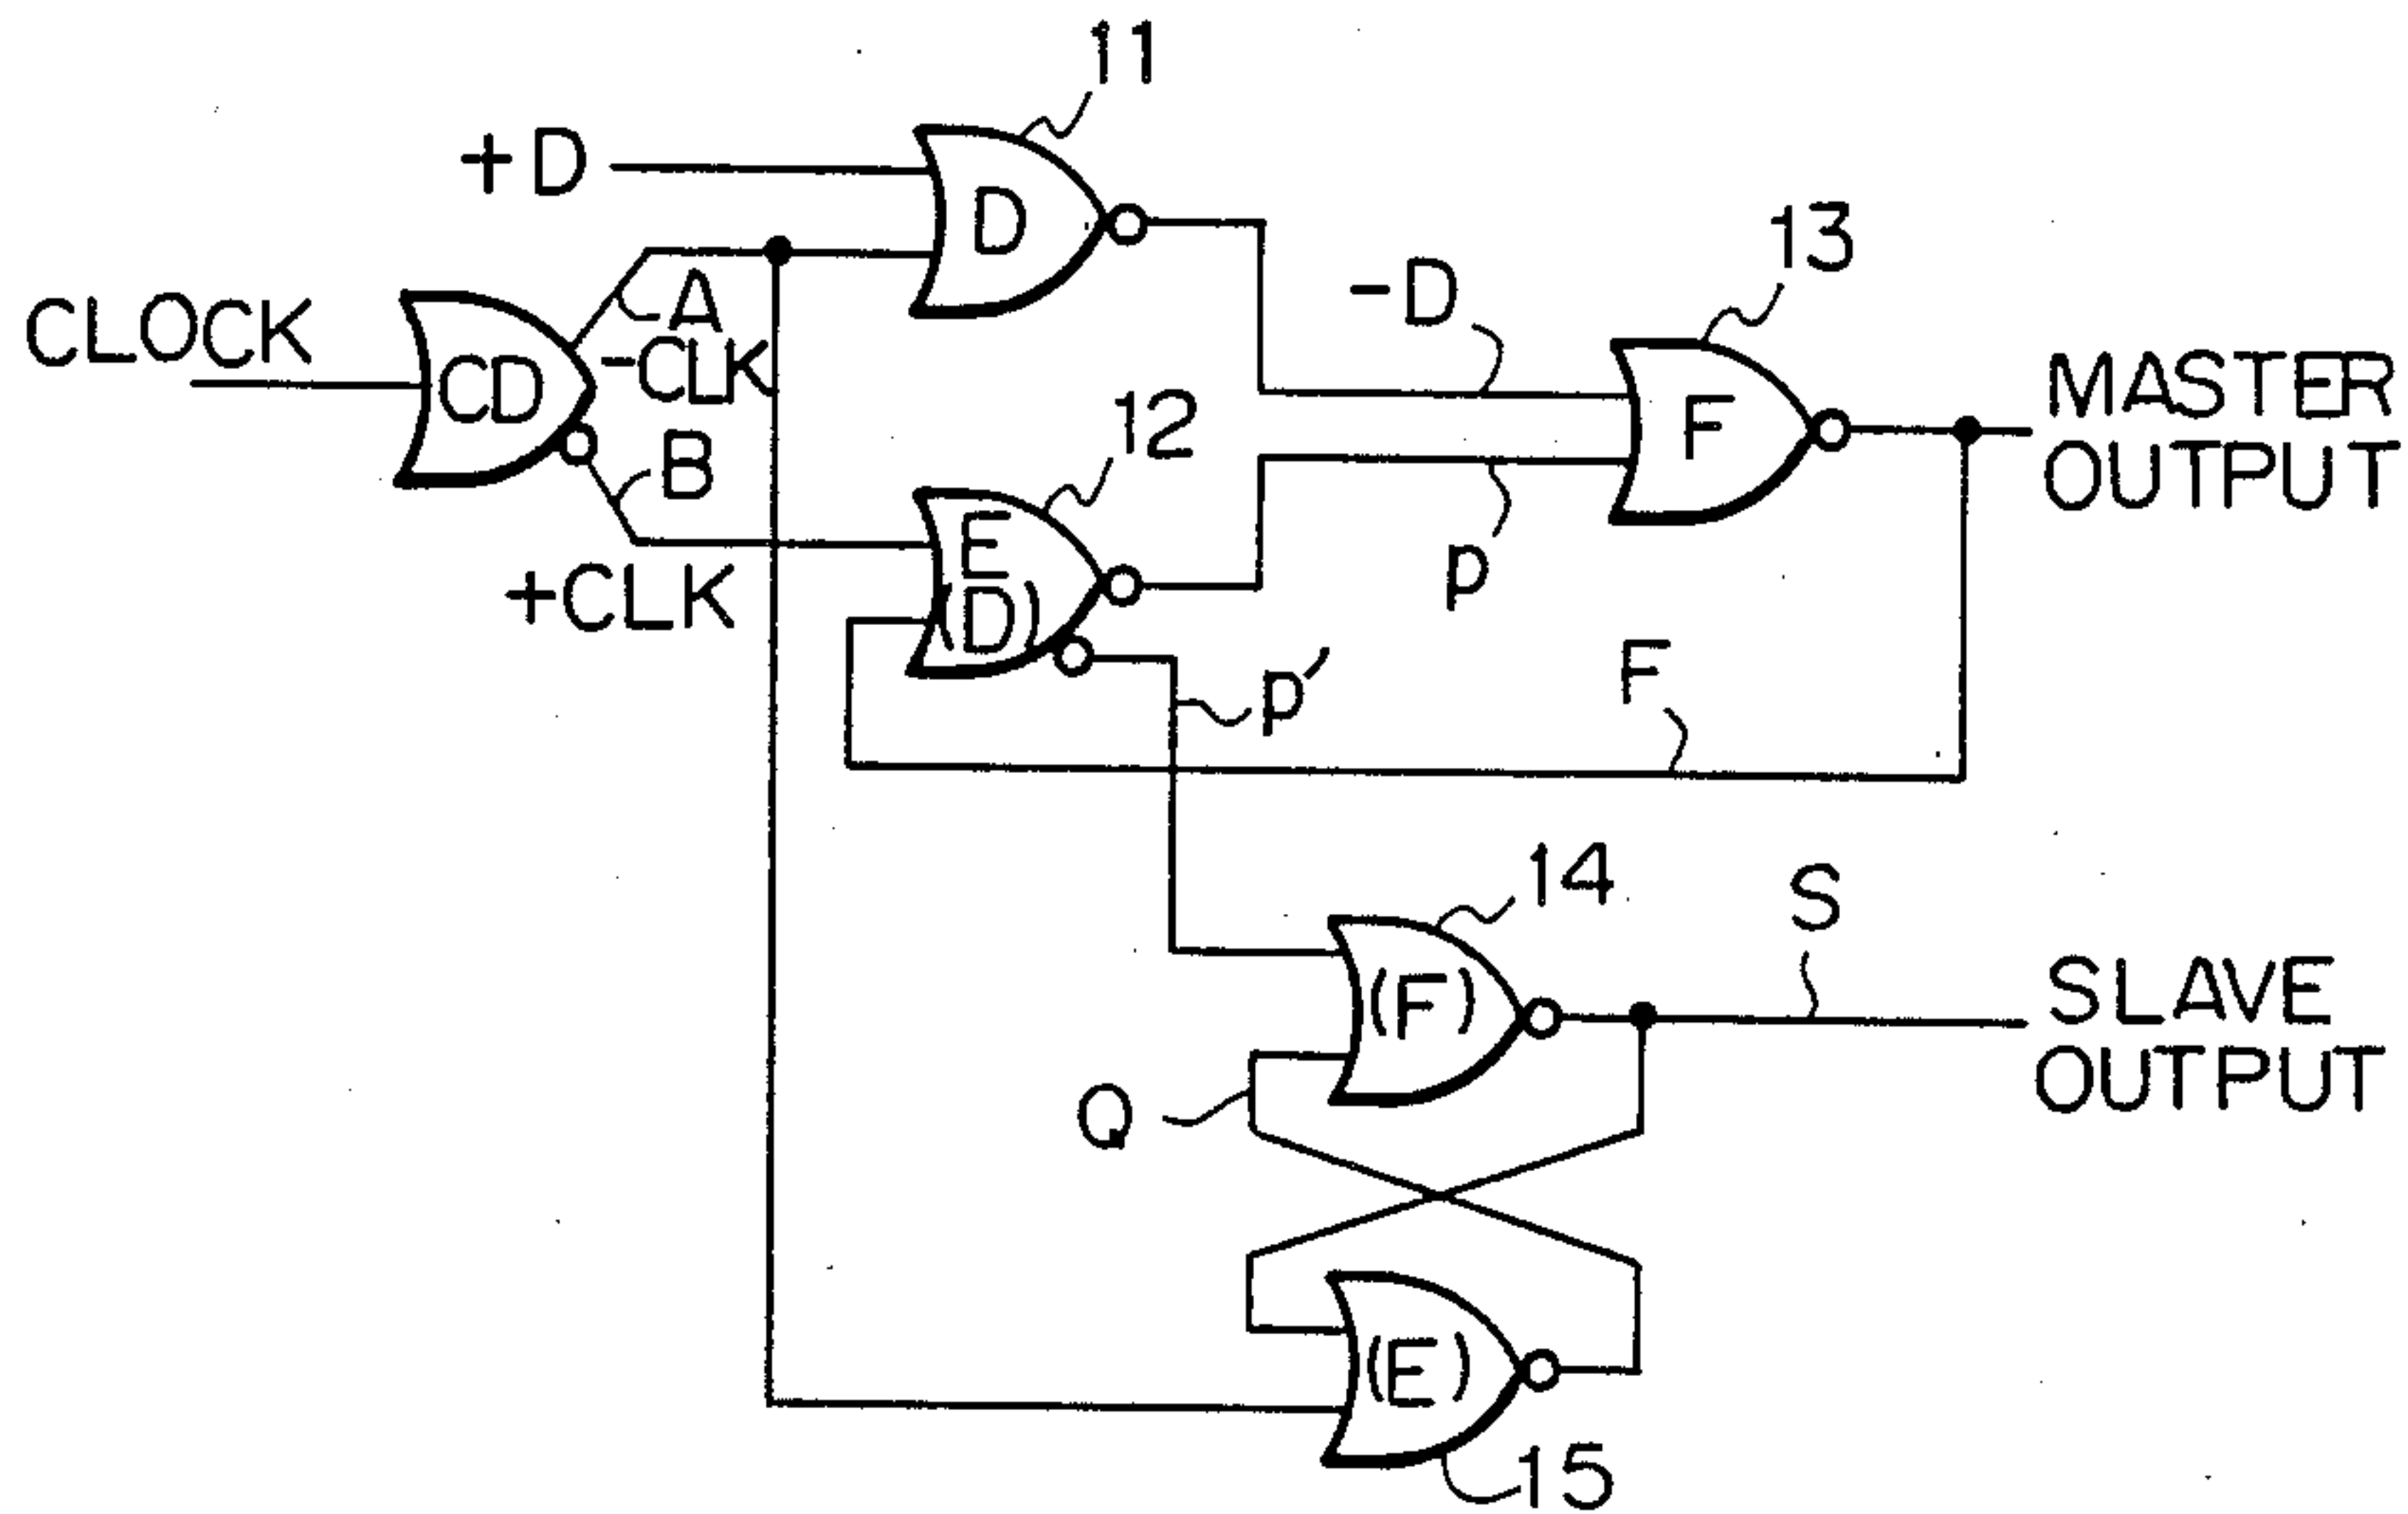 11
+D
D
13
A
-D
CLOCK
CD
-CLK
MASTER
OUTPUT
F
12
B
E
(D)
p
+CLK
F
p′
14
S
(F)
SLAVE
OUTPUT
Q
(E)
15